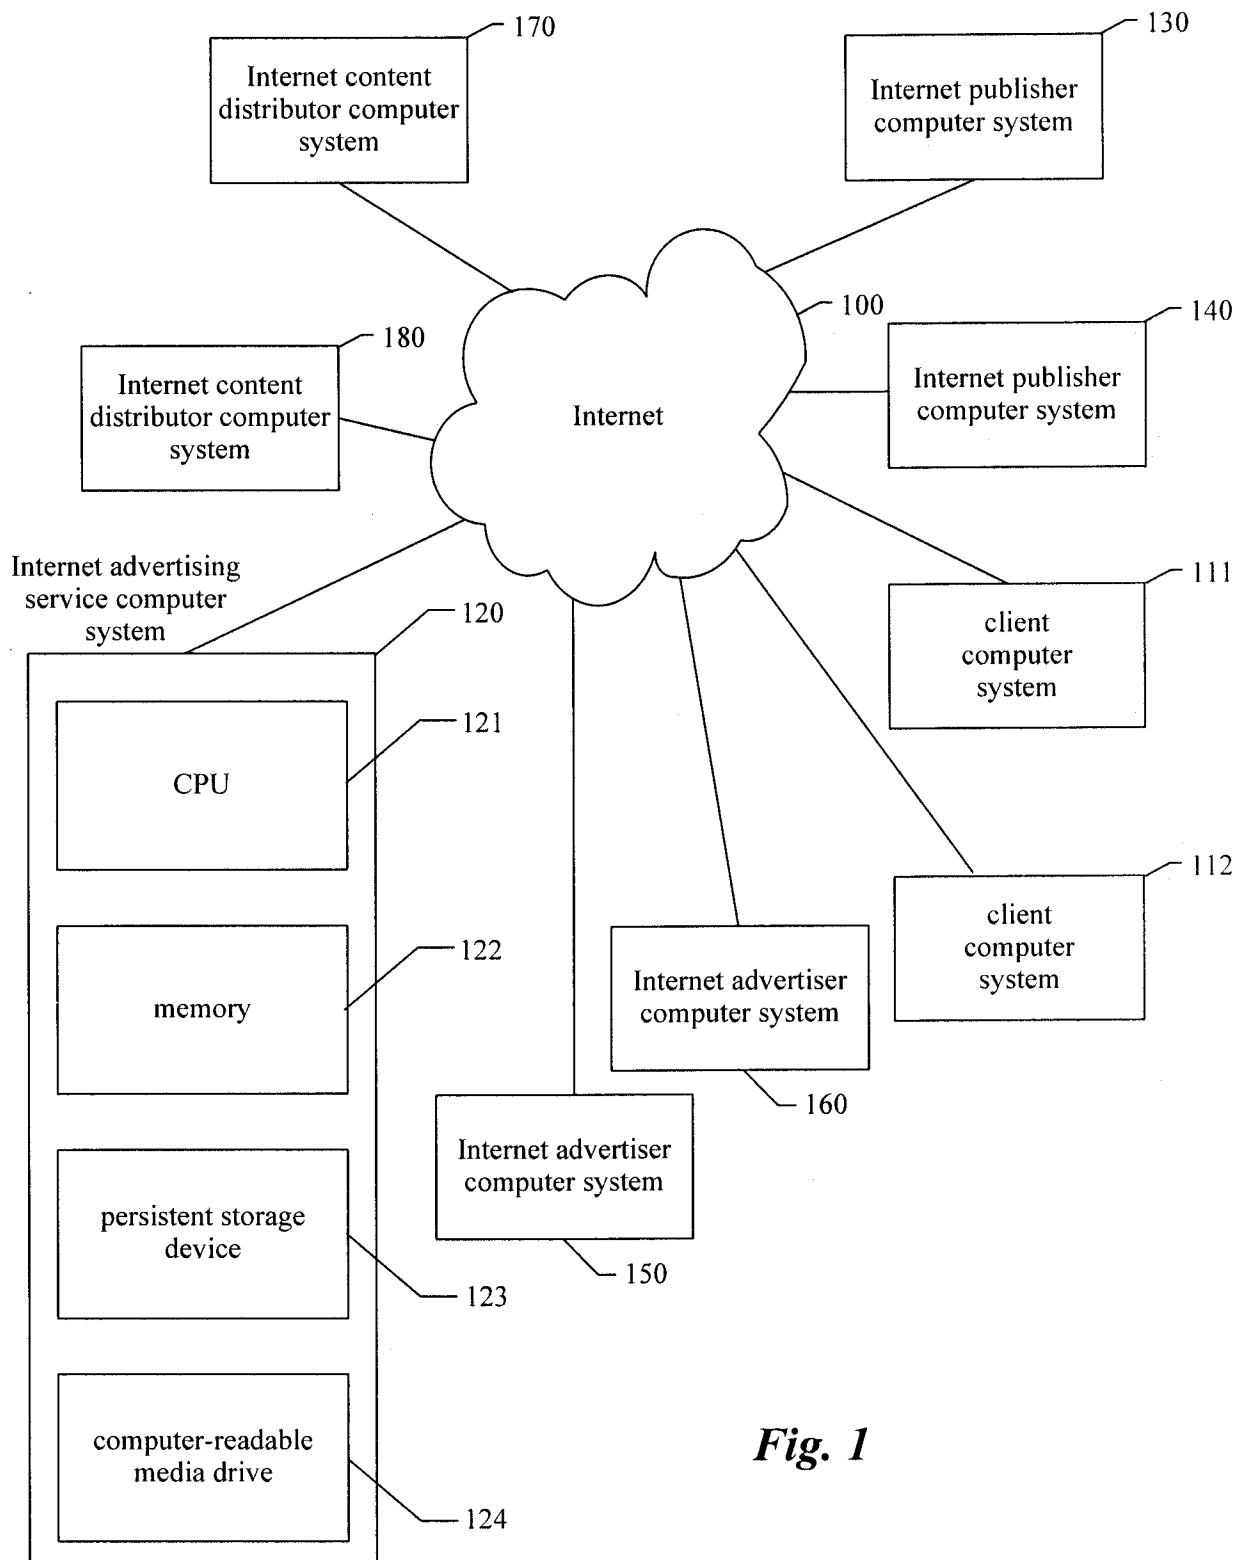 170
Internet content
distributor computer
system
130
Internet publisher
computer system
100
140
Internet publisher
computer system
180
Internet content
distributor computer
system
Internet
Internet advertising
service computer
system
120
111
client
computer
system
CPU
121
112
client
computer
system
memory
122
Internet advertiser
computer system
160
Internet advertiser
computer system
150
persistent storage
device
123
computer-readable
media drive
124
Fig. 1